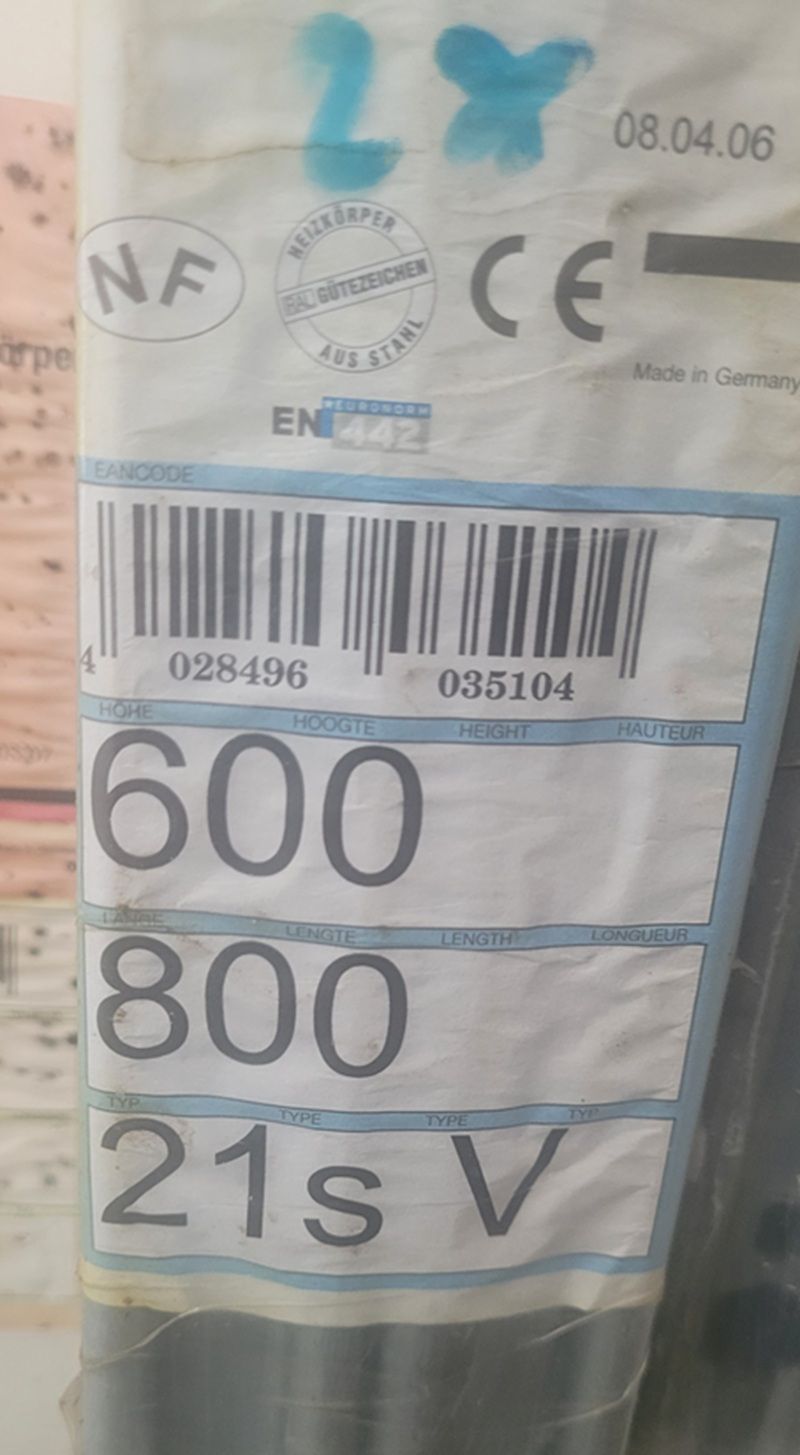 2x
08.04.06
NF
HEIZKÖRPER
RAL GÜTEZEICHEN
AUS STAHL
CE
Made in Germany
EN EURONORM
442
EANCODE
4 028496 035104
HÖHE HOOGTE HEIGHT HAUTEUR
600
LÄNGE LENGTE LENGTH LONGUEUR
800
TYP TYPE TYPE TYP
21s V